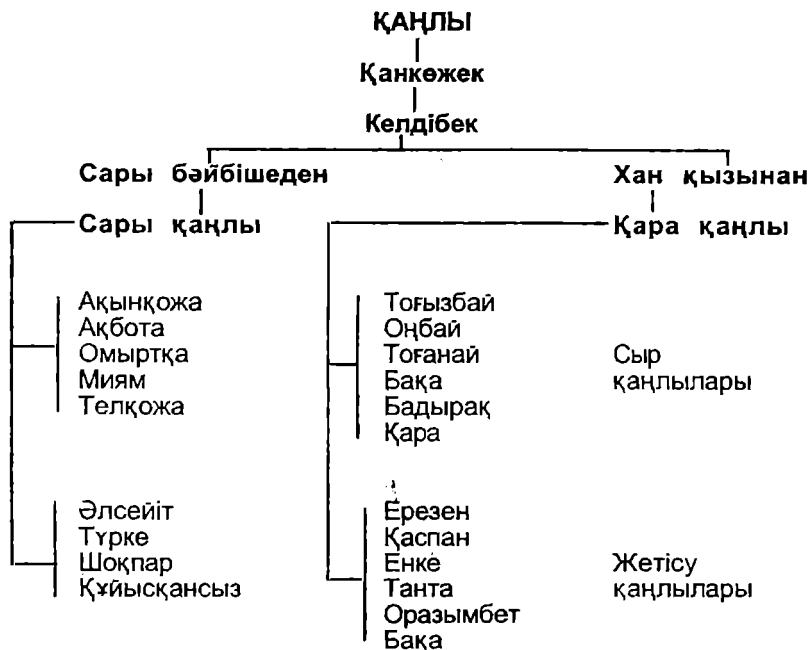 ҚАҢЛЫ
Қанкөжек
Келдібек
Сары бәйбішеден
Хан қызынан
Сары қаңлы
Қара қаңлы
Ақынқожа
Ақбота
Омыртқа
Миям
Телқожа
Тоғызбай
Оңбай
Тоғанай
Бақа
Бадырақ
Қара
Сыр
қаңлылары
Әлсейіт
Түрке
Шоқпар
Құйысқансыз
Ерезен
Қаспан
Енке
Танта
Оразымбет
Бақа
Жетісу
қаңлылары